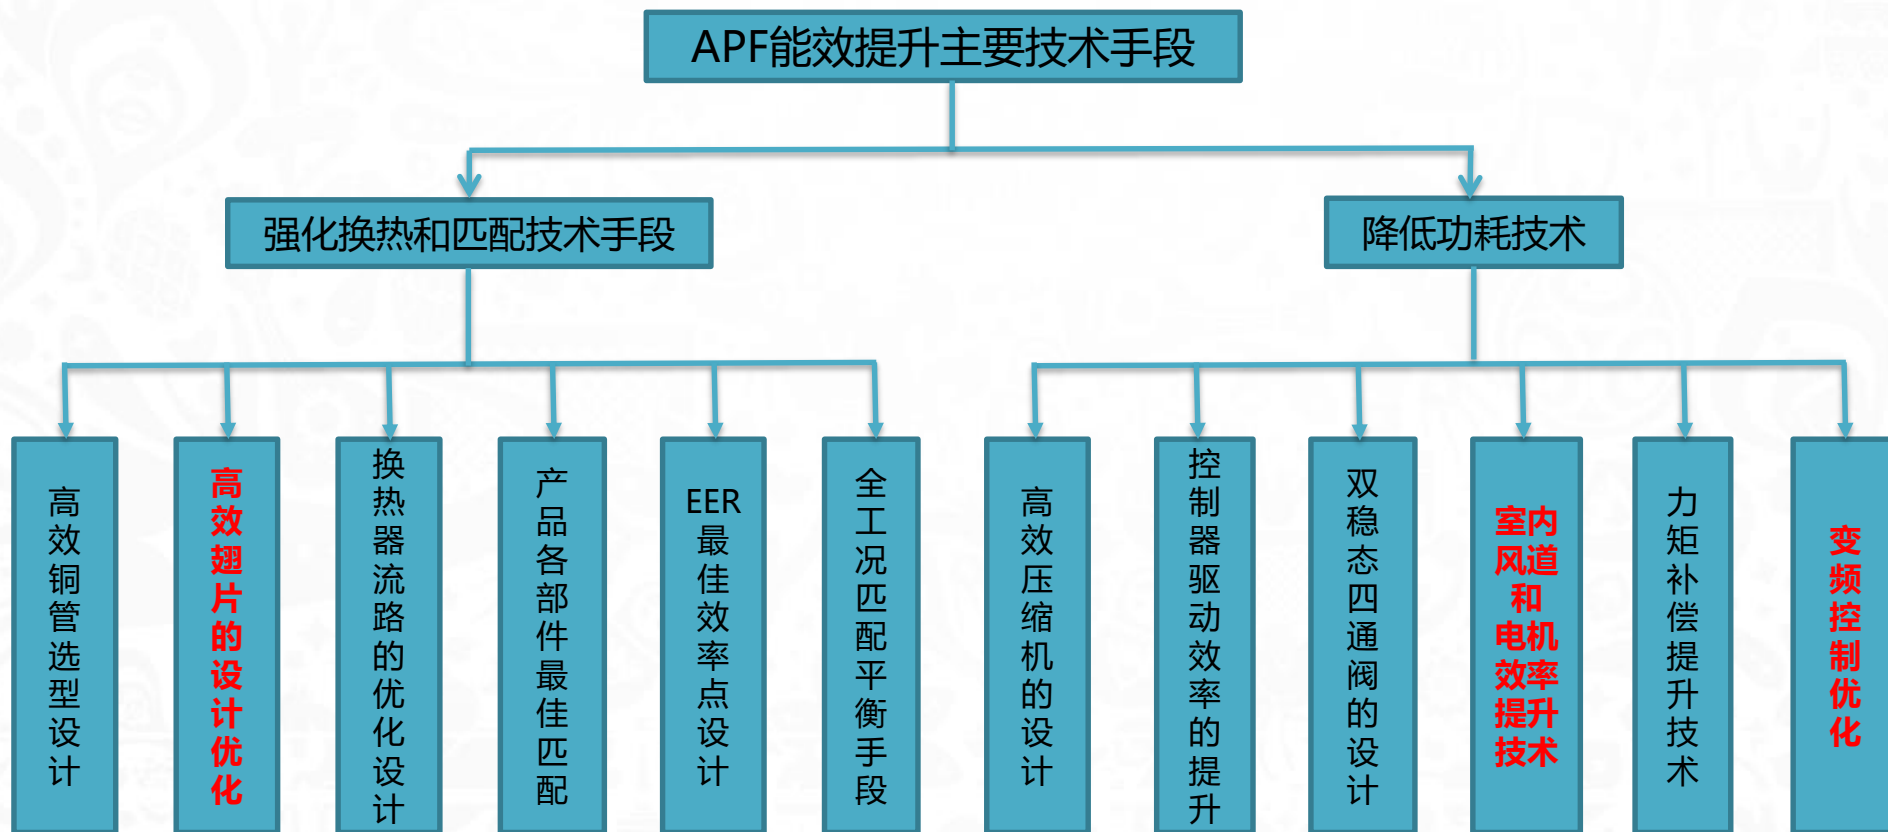 APF能效提升主要技术手段
强化换热和匹配技术手段
降低功耗技术
高效铜管选型设计
高效翅片的设计优化
换热器流路的优化设计
产品各部件最佳匹配
EER
最佳效率点设计
全工况匹配平衡手段
高效压缩机的设计
控制器驱动效率的提升
双稳态四通阀的设计
室内
风道
和
电机
效率
提升
技术
力矩补偿提升技术
变频控制优化